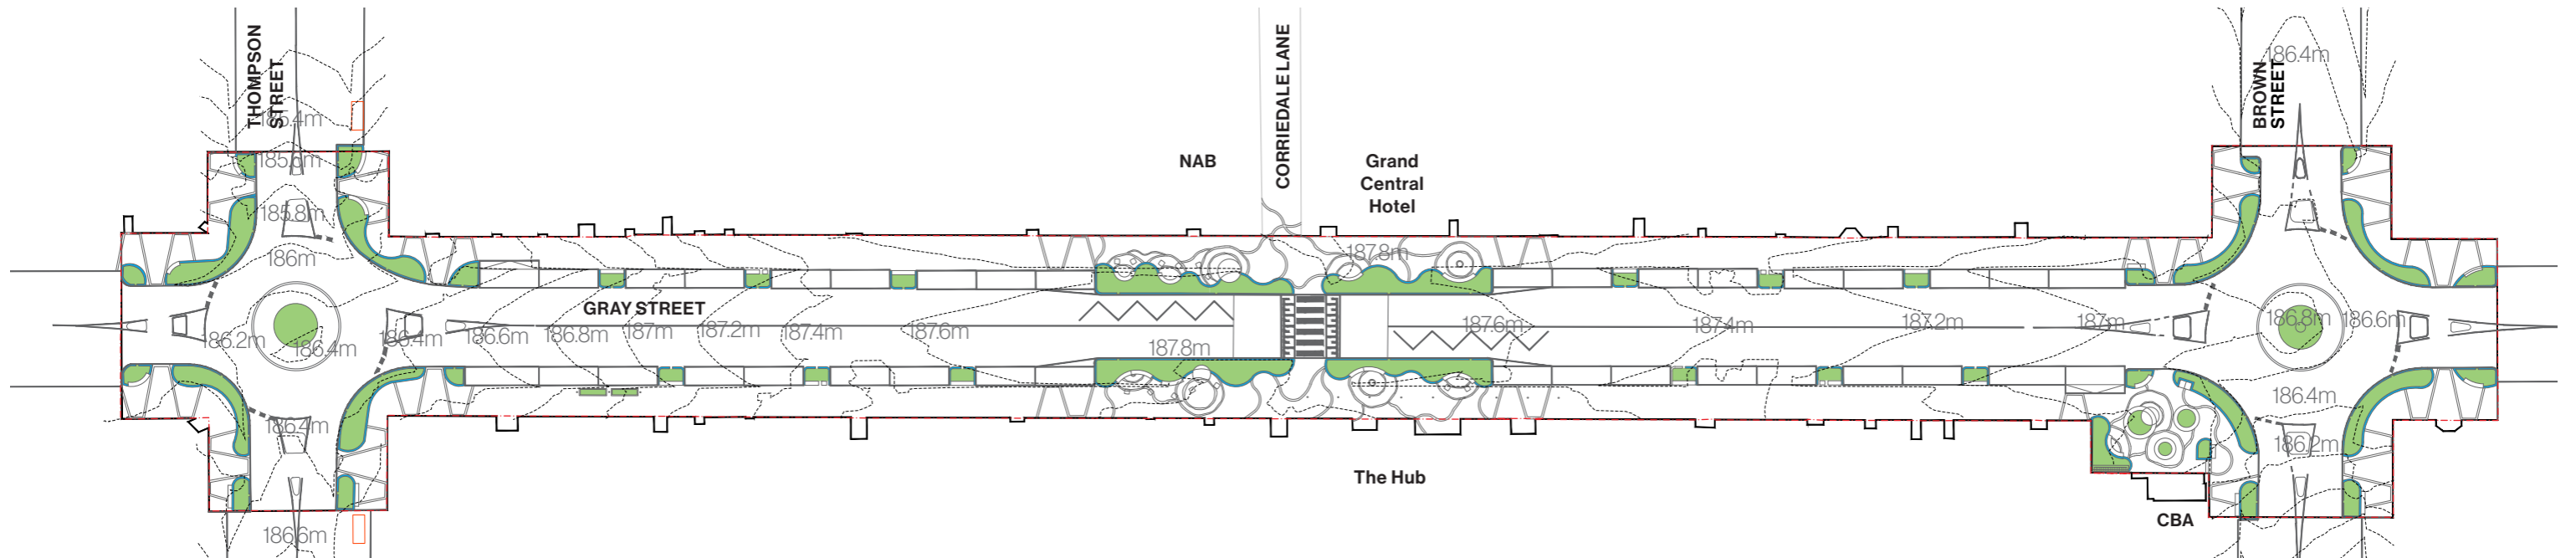 THOMPSON
STREET
185.4m
185.6m
185.8m
186m
186.2m
186.4m
186.4m
186.4m
186.6m
GRAY STREET
186.6m
186.8m
187m
187.2m
187.4m
187.6m
NAB
CORRIEDALE LANE
Grand
Central
Hotel
187.8m
187.8m
The Hub
187.6m
187.4m
187.2m
187m
BROWN
STREET
186.4m
186.8m
186.6m
186.4m
186.2m
CBA